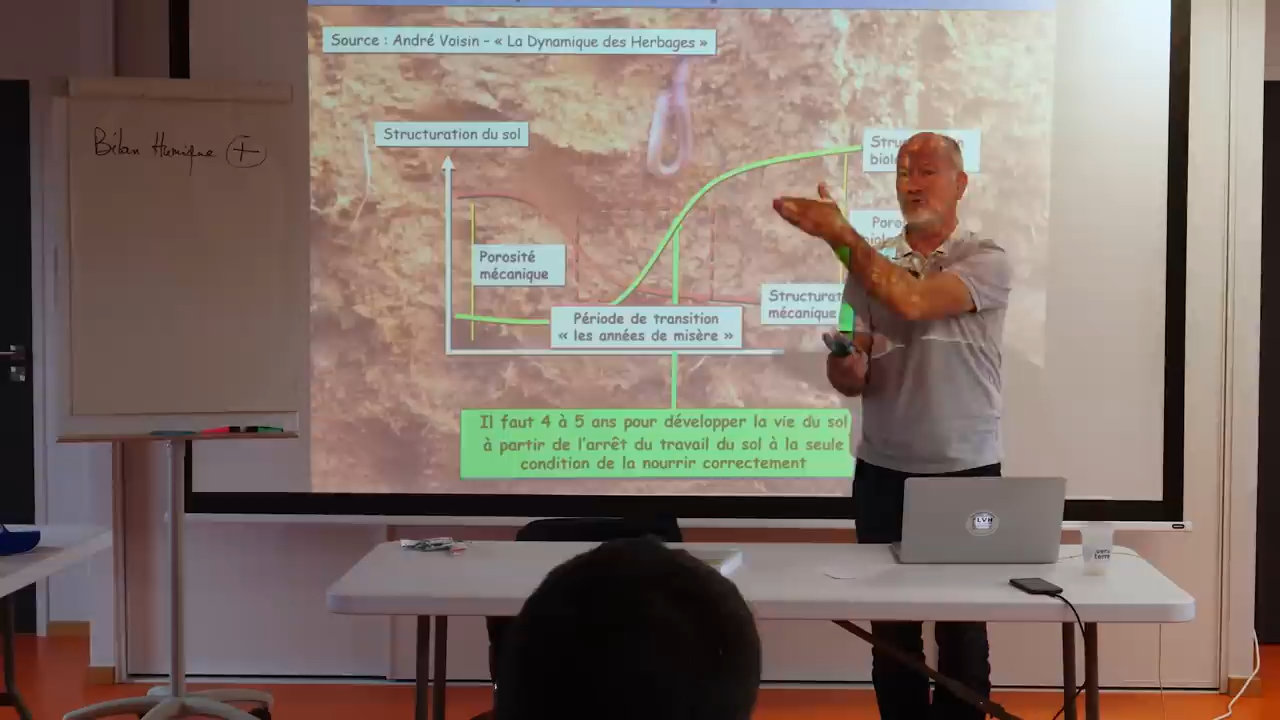 Source : André Voisin – « La Dynamique des Herbages »
Bilan Humique +
Structuration du sol
Porosité
mécanique
Période de transition
« les années de misère »
mécanique
Il faut 4 à 5 ans pour développer la vie du sol
à partir de l'arrêt du travail du sol à la seule
condition de la nourrir correctement
LVH